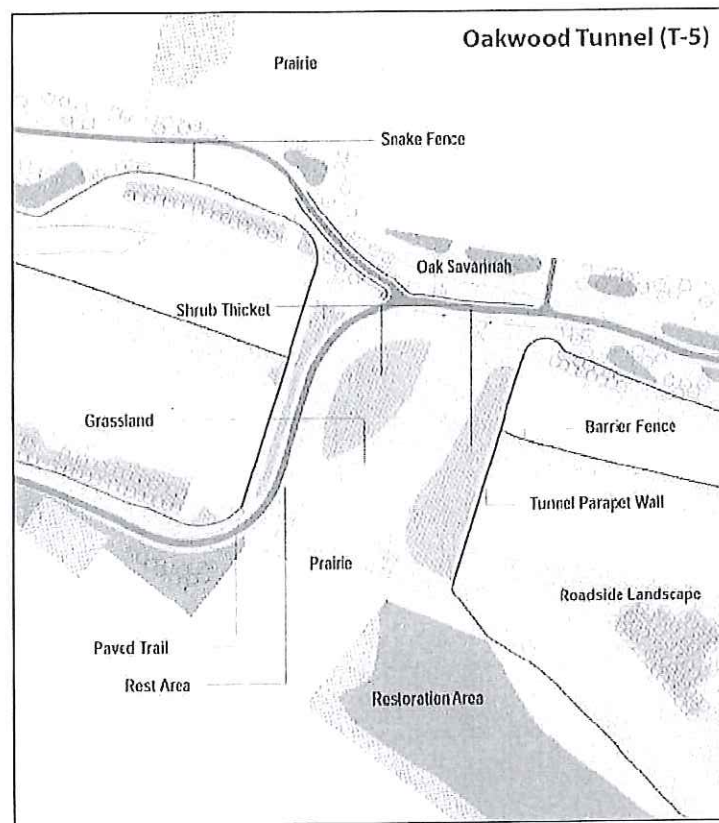 Oakwood Tunnel (T-5)
Prairie
Snake Fence
Oak Savannah
Shrub Thicket
Grassland
Barrier Fence
Tunnel Parapet Wall
Prairie
Roadside Landscape
Paved Trail
Rest Area
Restoration Area